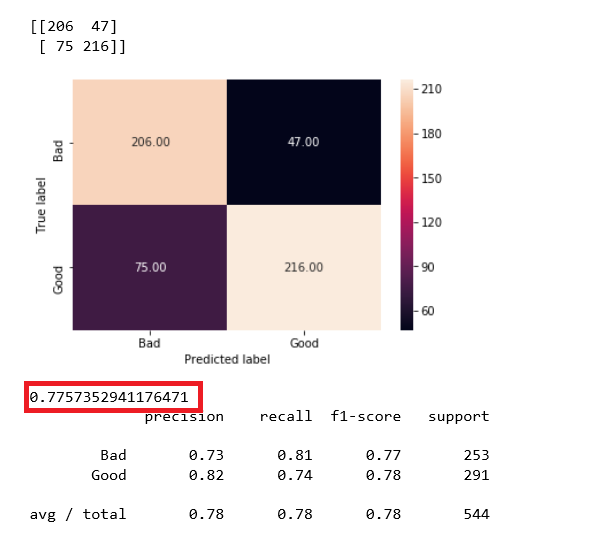 [[206  47]
 [ 75 216]]
206.00 47.00
75.00 216.00
Bad
Good
True label
Bad Good
Predicted label
210
180
150
120
90
60
0.7757352941176471
precision recall f1-score support
Bad 0.73 0.81 0.77 253
Good 0.82 0.74 0.78 291
avg / total 0.78 0.78 0.78 544